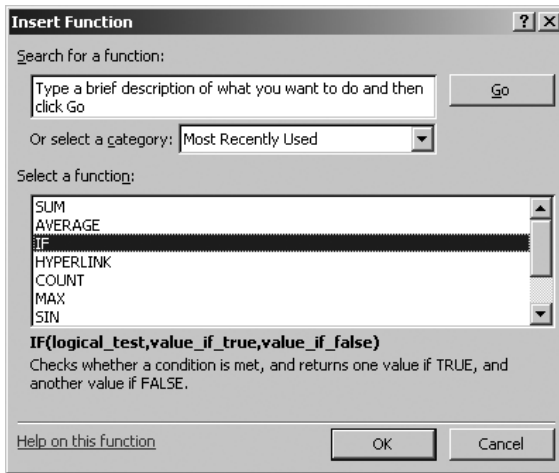 Insert Function
Search for a function:
Type a brief description of what you want to do and then
click Go
Go
Or select a category: Most Recently Used
Select a function:
SUM
AVERAGE
IF
HYPERLINK
COUNT
MAX
SIN
IF(logical_test,value_if_true,value_if_false)
Checks whether a condition is met, and returns one value if TRUE, and
another value if FALSE.
Help on this function
OK
Cancel